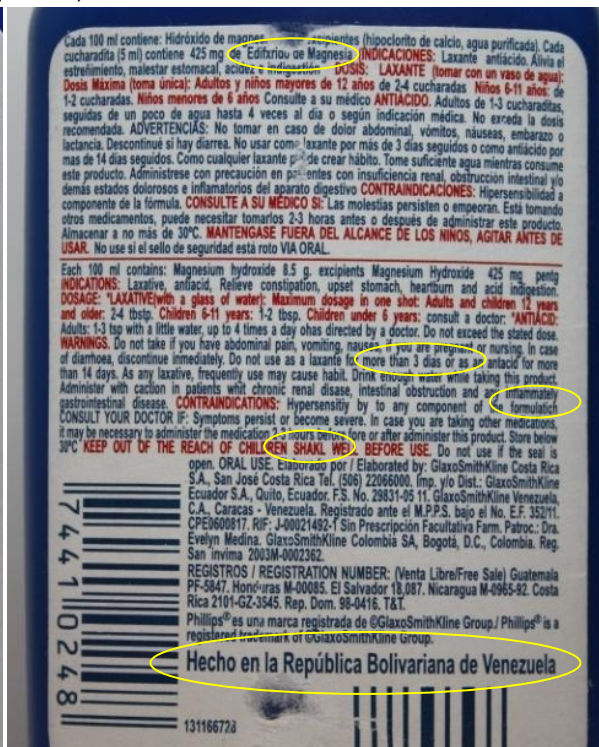 Cada 100 ml contiene: Hidróxido de magnes excipientes (hipoclorito de calcio, agua purificada). Cada
cucharadita (5 ml) contiene 425 mg de Edifxriou de Magnesia INDICACIONES: Laxante antiácido. Alivia el
estreñimiento, malestar estomacal, acidez e indigestión DOSIS: LAXANTE (tomar con un vaso de agua):
Dosis Máxima (toma única): Adultos y niños mayores de 12 años de 2-4 cucharadas Niños 6-11 años: de
1-2 cucharadas. Niños menores de 6 años Consulte a su médico ANTIÁCIDO. Adultos de 1-3 cucharaditas,
seguidas de un poco de agua hasta 4 veces al día o según indicación médica. No exceda la dosis
recomendada. ADVERTENCIAS: No tomar en caso de dolor abdominal, vómitos, náuseas, embarazo o
lactancia. Descontinué si hay diarrea. No usar como laxante por más de 3 días seguidos o como antiácido por
mas de 14 días seguidos. Como cualquier laxante p de crear hábito. Tome suficiente agua mientras consume
este producto. Adminístrese con precaución en pa entes con insuficiencia renal, obstrucción intestinal y/o
demás estados dolorosos e inflamatorios del aparato digestivo CONTRAINDICACIONES: Hipersensibilidad a
componente de la fórmula. CONSULTE A SU MÉDICO SI: Las molestias persisten o empeoran. Está tomando
otros medicamentos, puede necesitar tomarlos 2-3 horas antes o después de administrar este producto.
Almacenar a no más de 30ºC. MANTENGASE FUERA DEL ALCANCE DE LOS NINOS, AGITAR ANTES DE
USAR. No use si el sello de seguridad está roto VIA ORAL.
Each 100 ml contains: Magnesium hydroxide 8.5 g. excipients Magnesium Hydroxide 425 mg pentg
INDICATIONS: Laxative, antiacid, Relieve constipation, upset stomach, heartburn and acid indigestion.
DOSAGE: *LAXATIVE(with a glass of water): Maximum dosage in one shot: Adults and children 12 years
and older: 2-4 tbstp. Children 6-11 years: 1-2 tbsp. Children under 6 years: consult a doctor: *ANTIACID:
Adults: 1-3 tsp with a little water, up to 4 times a day ohas directed by a doctor. Do not exceed the stated dose.
WARNINGS. Do not take if you have abdominal pain, vomiting, nausea, if you are pregnant or nursing. In case
of diarrhoea, discontinue inmediately. Do not use as a laxante for more than 3 dias or as an antacid for more
than 14 days. As any laxative, frequently use may cause habit. Drink enough water while taking this product.
Administer with caction in patients whit chronic renal disease, intestinal obstruction and any inflammately
gastrointestinal disease. CONTRAINDICATIONS: Hypersensitiy by to any component of formulatich
CONSULT YOUR DOCTOR IF: Symptoms persist or become severe. In case you are taking other medications,
it may be necessary to administer the medication 2-3 hours before fore or after administer this product. Store below
30ºC KEEP OUT OF THE REACH OF CHILDREN SHAKL WEL BEFORE USE. Do not use if the seal is
open. ORAL USE. Elaborado por / Elaborated by: GlaxoSmithKline Costa Rica
S.A., San José Costa Rica Tel. (506) 22066000. Imp. y/o Dist.: GlaxoSmithKline
Ecuador S.A., Quito, Ecuador. F.S. No. 29831-05 11. GlaxoSmithKline Venezuela,
C.A., Caracas - Venezuela. Registrado ante el M.P.P.S. bajo el No. E.F. 352/11.
CPE0600817. RIF: J-00021492-1 Sin Prescripción Facultativa Farm. Patroc.: Dra.
Evelyn Medina. GlaxoSmithKline Colombia SA, Bogotá, D.C., Colombia. Reg.
San invima 2003M-0002362.
REGISTROS / REGISTRATION NUMBER: (Venta Libre/Free Sale) Guatemala
PF-5847. Honduras M-00085. El Salvador 18,087. Nicaragua M-0965-92. Costa
Rica 2101-GZ-3545. Rep. Dom. 98-0416. T&T.
Phillips® es una marca registrada de ©GlaxoSmithKline Group./ Phillips® is a
registered trademark of ©GlaxoSmithKline Group.
Hecho en la República Bolivariana de Venezuela
74410248
13116672